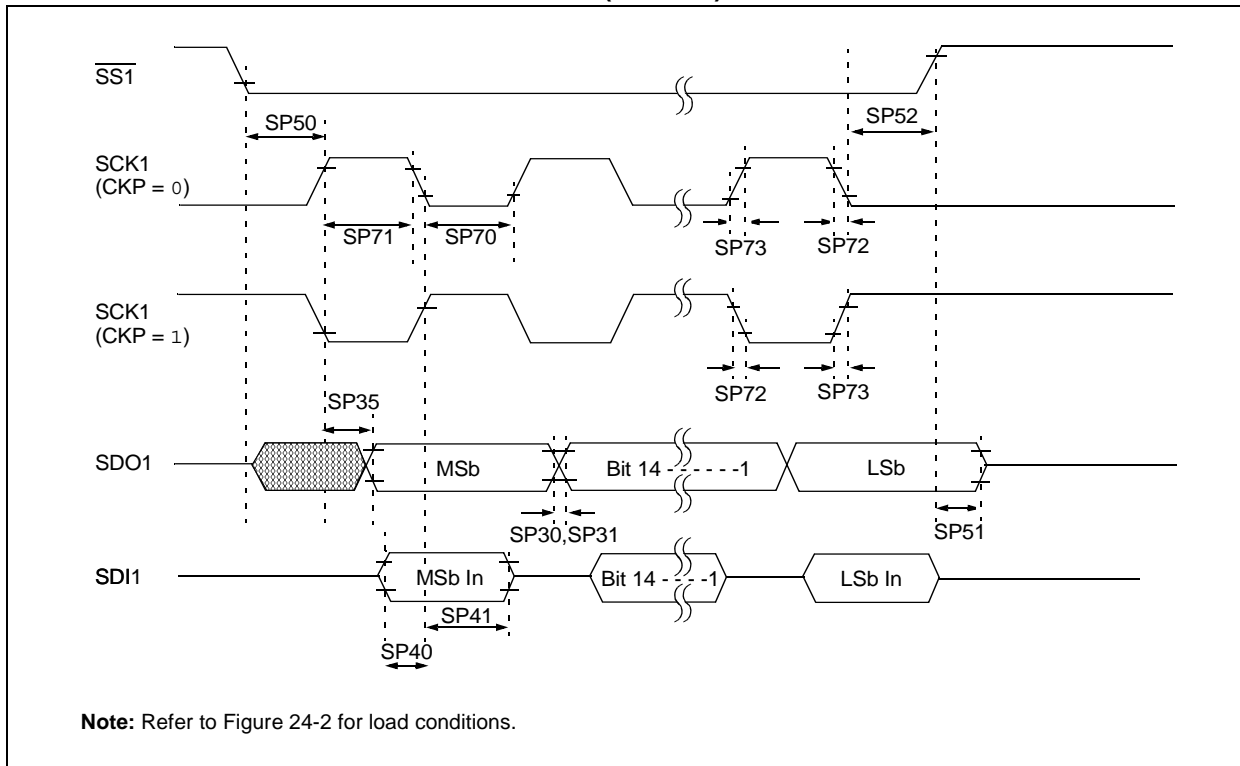 SS1
SP50
SP52
SCK1
(CKP = 0)
SP71
SP70
SP73
SP72
SCK1
(CKP = 1)
SP72
SP73
SP35
SDO1
MSb
Bit 14 - - - - - -1
LSb
SP30,SP31
SP51
SDI1
MSb In
Bit 14 - - - -1
LSb In
SP41
SP40
Note: Refer to Figure 24-2 for load conditions.